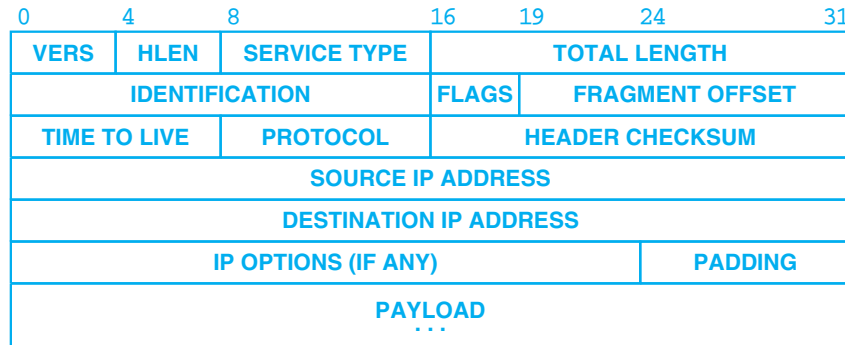 0 4 8 16 19 24 31
VERS HLEN SERVICE TYPE TOTAL LENGTH
IDENTIFICATION FLAGS FRAGMENT OFFSET
TIME TO LIVE PROTOCOL HEADER CHECKSUM
SOURCE IP ADDRESS
DESTINATION IP ADDRESS
IP OPTIONS (IF ANY) PADDING
PAYLOAD
...